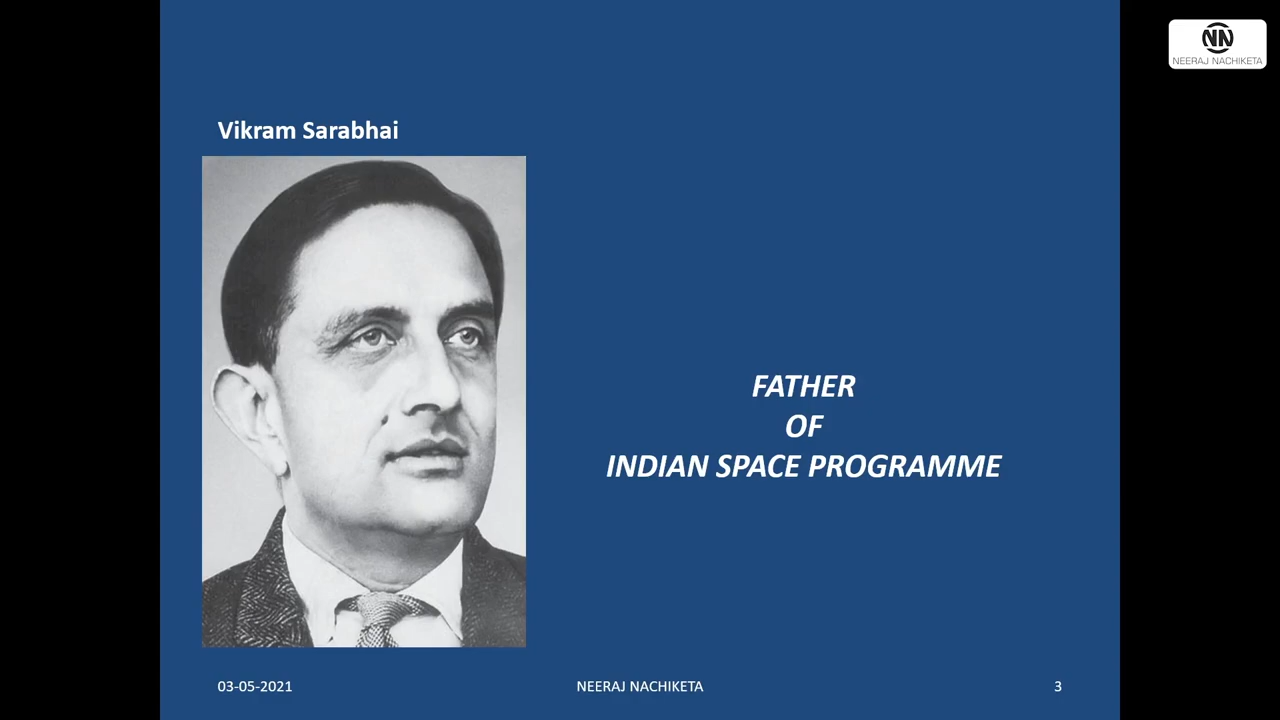 NN
NEERAJ NACHIKETA
Vikram Sarabhai
FATHER
OF
INDIAN SPACE PROGRAMME
03-05-2021
NEERAJ NACHIKETA
3